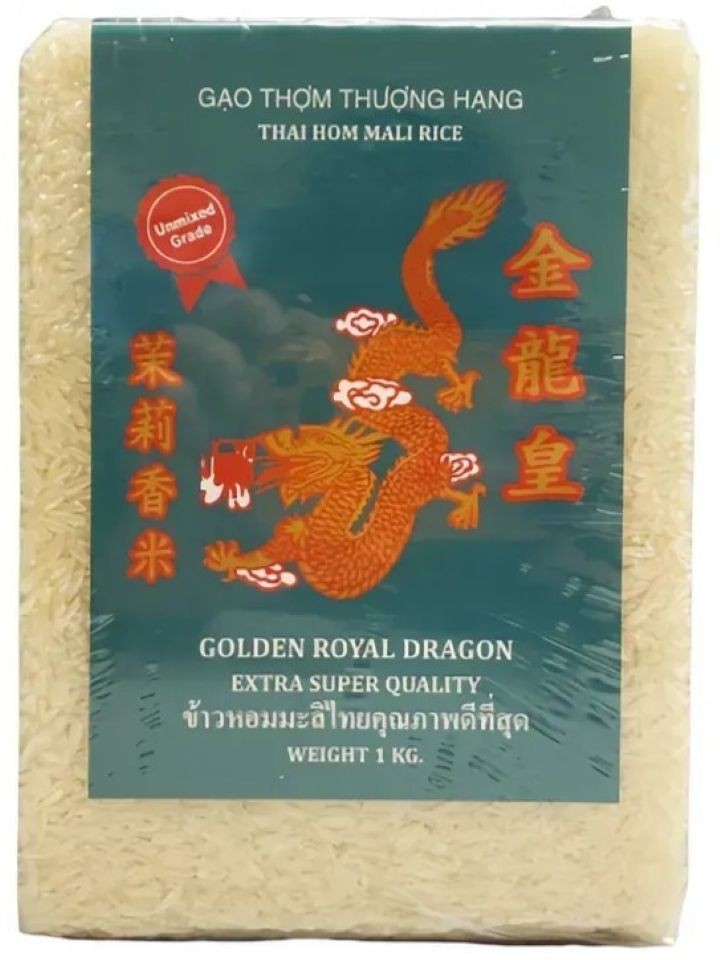 GẠO THƠM THƯỢNG HẠNG
THAI HOM MALI RICE
Unmixed
Grade
金龍皇
茉莉香米
GOLDEN ROYAL DRAGON
EXTRA SUPER QUALITY
ข้าวหอมมะลิไทยคุณภาพดีที่สุด
WEIGHT 1 KG.